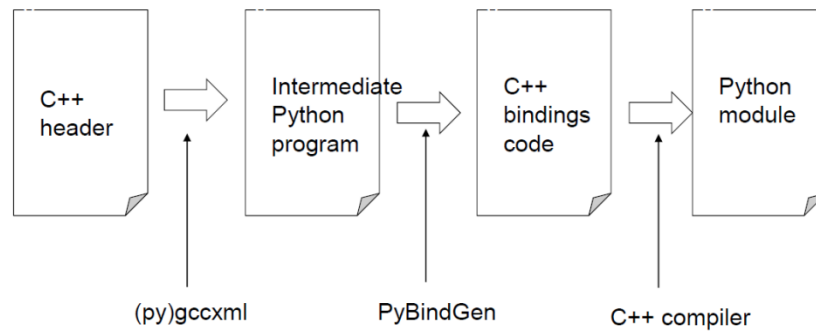 C++
header
Intermediate
Python
program
C++
bindings
code
Python
module
(py)gccxml
PyBindGen
C++ compiler